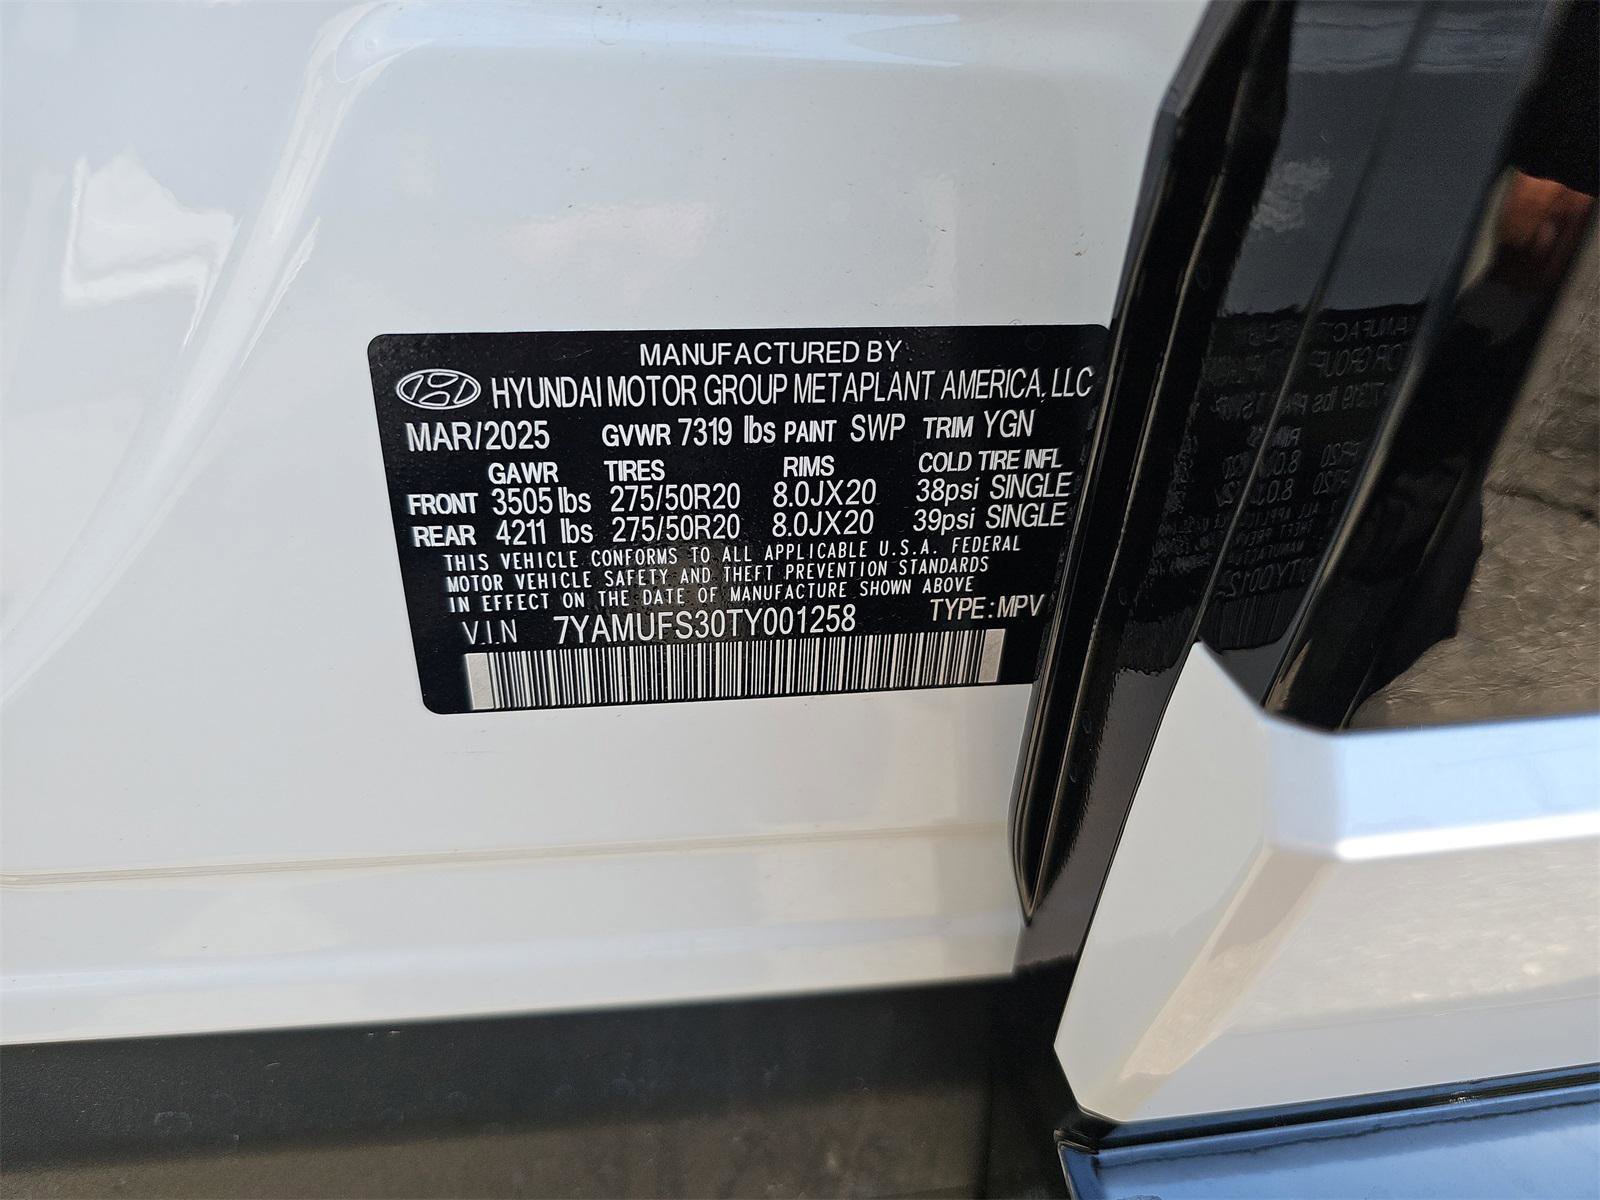 MANUFACTURED BY
HYUNDAI MOTOR GROUP METAPLANT AMERICA, LLC
MAR/2025 GVWR 7319 lbs PAINT SWP TRIM YGN
GAWR TIRES RIMS COLD TIRE INFL
FRONT 3505 lbs 275/50R20 8.0JX20 38psi SINGLE
REAR 4211 lbs 275/50R20 8.0JX20 39psi SINGLE
THIS VEHICLE CONFORMS TO ALL APPLICABLE U.S.A. FEDERAL
MOTOR VEHICLE SAFETY AND THEFT PREVENTION STANDARDS
IN EFFECT ON THE DATE OF MANUFACTURE SHOWN ABOVE
VIN 7YAMUFS30TY001258 TYPE: MPV